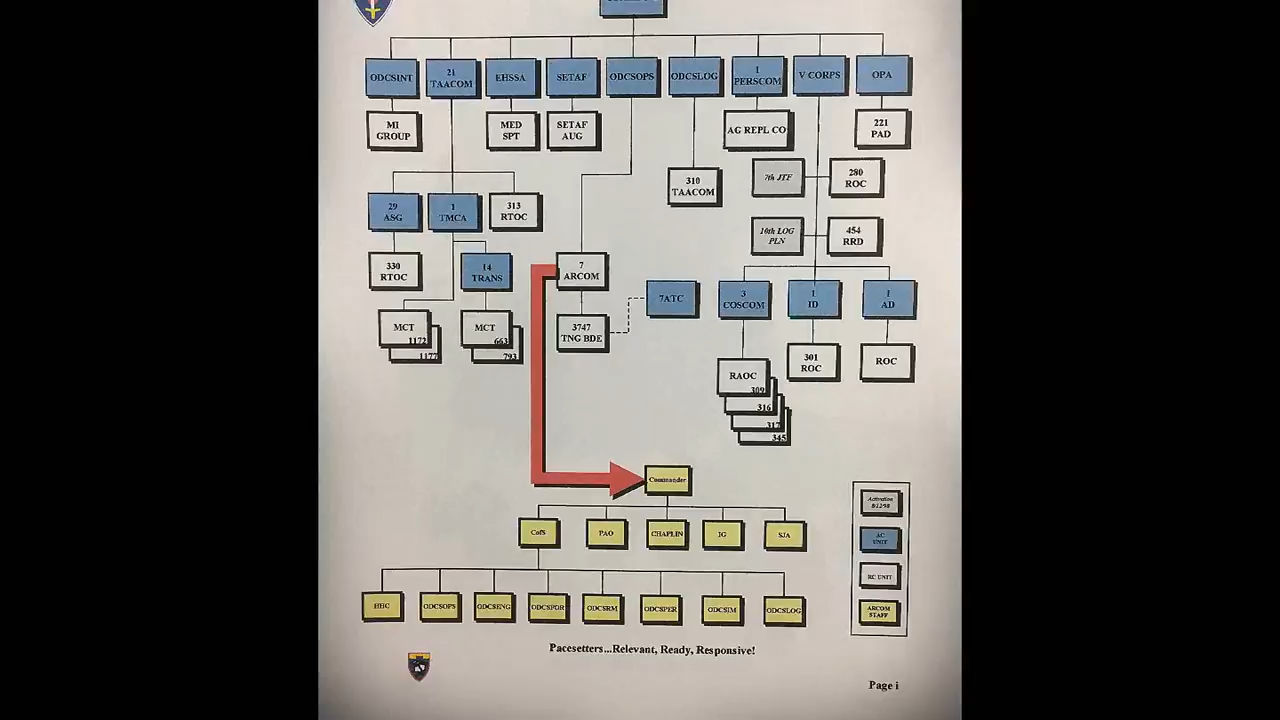 ODCSINT
21
TAACOM
EHSSA
SETAF
ODCSOPS
ODCSLOG
1
PERSCOM
V CORPS
OPA
MI
GROUP
MED
SPT
SETAF
AUG
AG REPL CO
221
PAD
7th JTF
280
ROC
310
TAACOM
29
ASG
1
TMCA
313
RTOC
10th LOG
PLN
454
RRD
330
RTOC
14
TRANS
7
ARCOM
7ATC
3
COSCOM
1
ID
1
AD
MCT
1172
1177
MCT
663
793
3747
TNG BDE
301
ROC
ROC
RAOC
309
316
317
345
Commander
CofS
PAO
CHAPLIN
IG
SJA
HHC
ODCSOPS
ODCSENG
ODCSFOR
ODCSRM
ODCSPER
ODCSIM
ODCSLOG
Activation
AC
UNIT
RC UNIT
ARCOM
STAFF
Pacesetters...Relevant, Ready, Responsive!
Page i